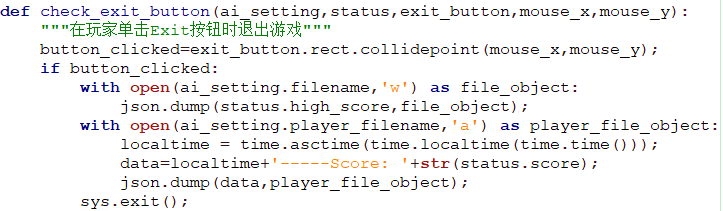 def check_exit_button(ai_setting,status,exit_button,mouse_x,mouse_y):
    """在玩家单击Exit按钮时退出游戏"""
    button_clicked=exit_button.rect.collidepoint(mouse_x,mouse_y);
    if button_clicked:
        with open(ai_setting.filename,'w') as file_object:
            json.dump(status.high_score,file_object);
        with open(ai_setting.player_filename,'a') as player_file_object:
            localtime = time.asctime(time.localtime(time.time()));
            data=localtime+'-----Score: '+str(status.score);
            json.dump(data,player_file_object);
        sys.exit();